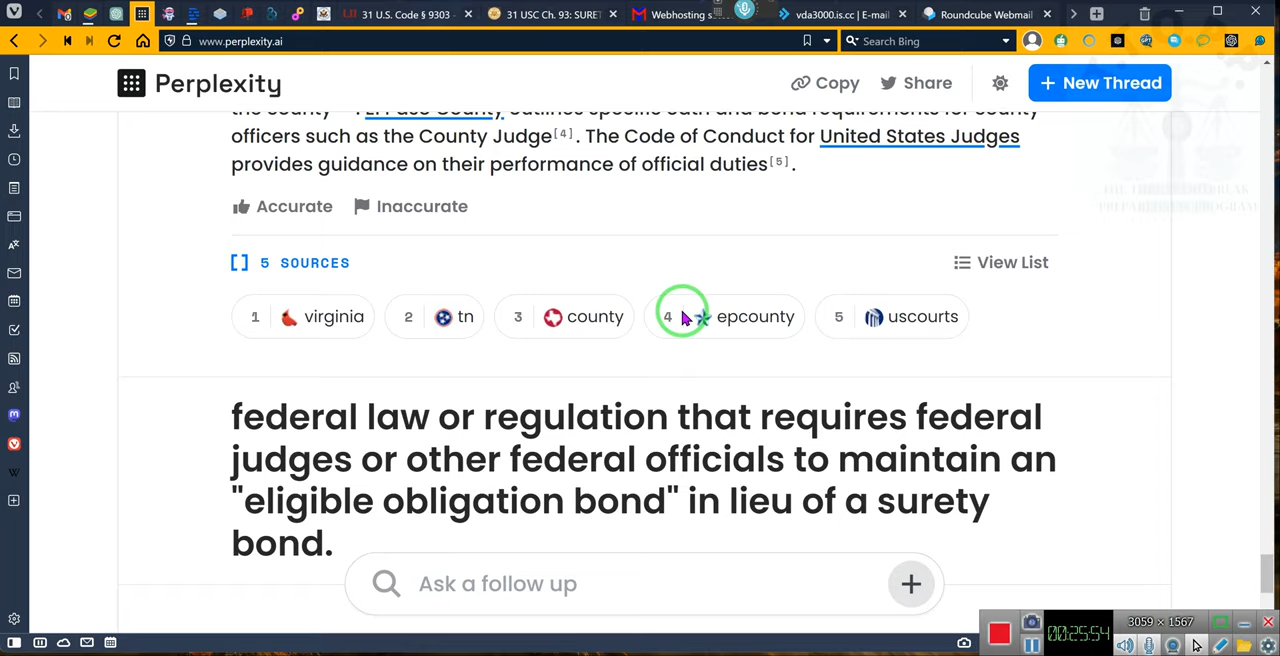 31 U.S. Code § 9303 - 
31 USC Ch. 93: SURET
Webhosting s
vda3000.is.cc | E-mail
Roundcube Webmail
www.perplexity.ai
Search Bing
Perplexity
Copy
Share
+ New Thread
officers such as the County Judge[4]. The Code of Conduct for United States Judges
provides guidance on their performance of official duties[5].
Accurate
Inaccurate
5 SOURCES
View List
1 virginia
2 tn
3 county
4 epcounty
5 uscourts
federal law or regulation that requires federal
judges or other federal officials to maintain an
"eligible obligation bond" in lieu of a surety
bond.
Ask a follow up
3059 × 1567
00:25:54